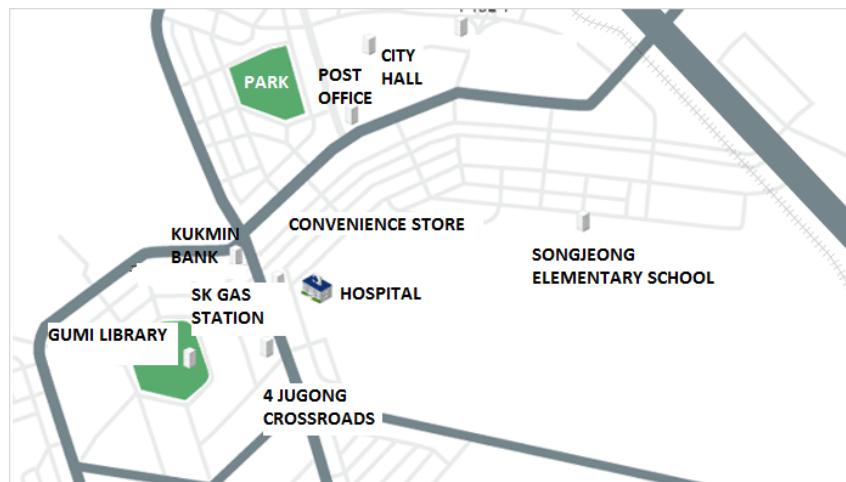 PARK
POST
OFFICE
CITY
HALL
KUKMIN
BANK
CONVENIENCE STORE
SONGJEONG
ELEMENTARY SCHOOL
SK GAS
STATION
HOSPITAL
GUMI LIBRARY
4 JUGONG
CROSSROADS